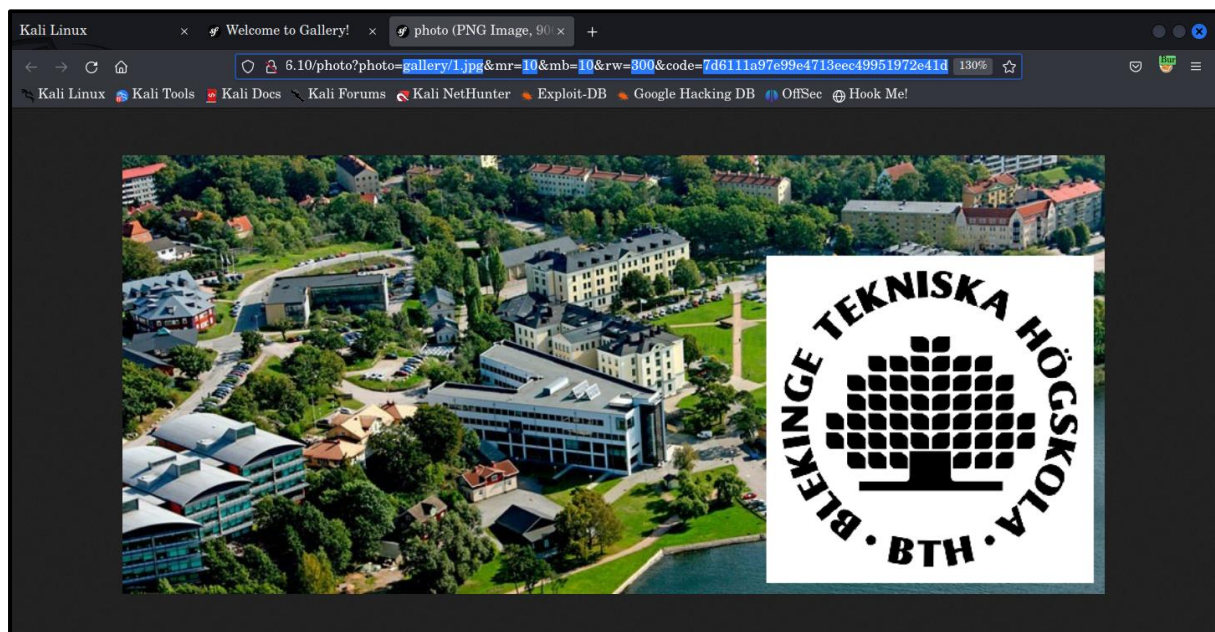 Kali Linux
Welcome to Gallery!
photo (PNG Image, 90
6.10/photo?photo=gallery/1.jpg&mr=10&mb=10&rw=300&code=7d6111a97e99e4713eec49951972e41d
130%
Bur
Kali Linux
Kali Tools
Kali Docs
Kali Forums
Kali NetHunter
Exploit-DB
Google Hacking DB
OffSec
Hook Me!
BLEKINGE TEKNISKA HÖGSKOLA
· BTH ·